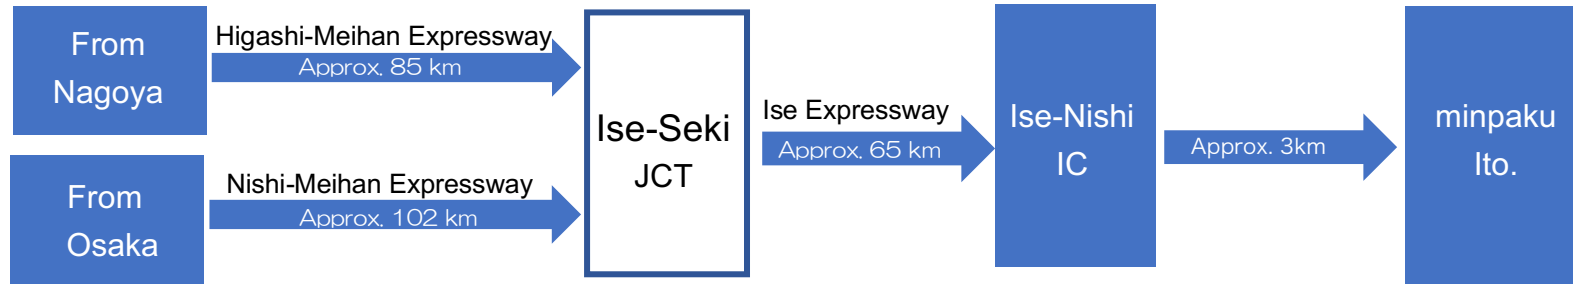 From
Nagoya
Higashi-Meihan Expressway
Approx. 85 km
From
Osaka
Nishi-Meihan Expressway
Approx. 102 km
Ise-Seki
JCT
Ise Expressway
Approx. 65 km
Ise-Nishi
IC
Approx. 3km
minpaku
Ito.